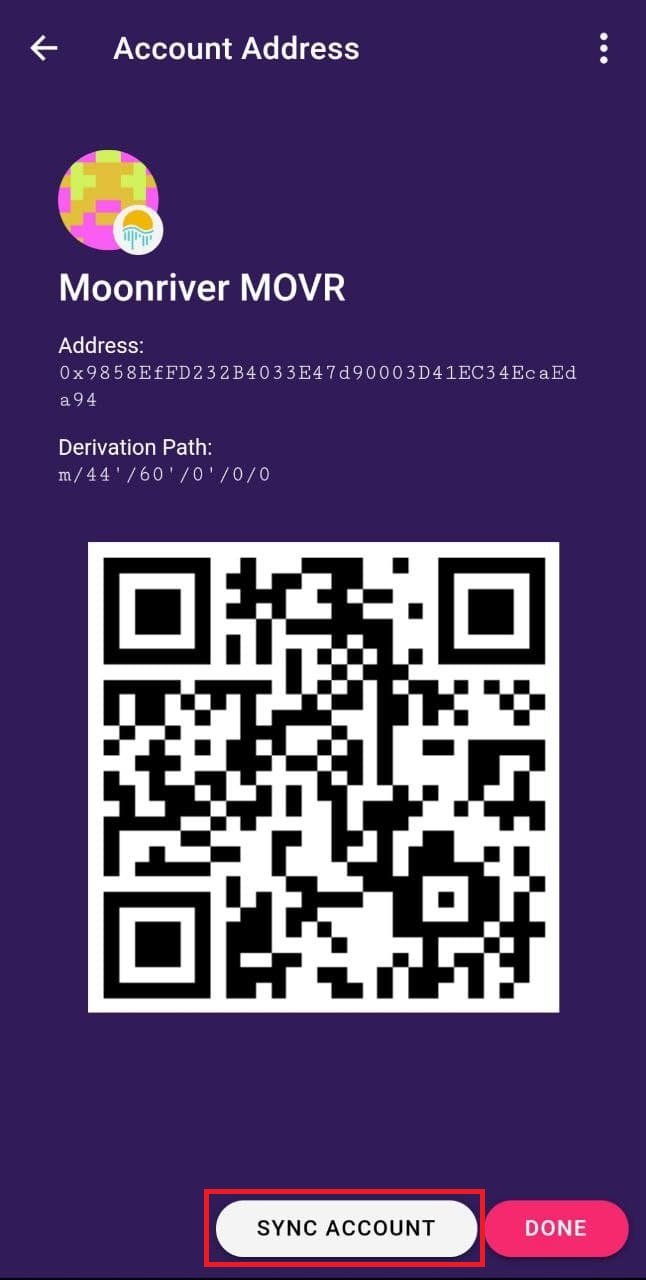 Account Address
Moonriver MOVR
Address:
0x9858EfFD232B4033E47d90003D41EC34EcaEd
a94
Derivation Path:
m/44'/60'/0'/0/0
SYNC ACCOUNT
DONE